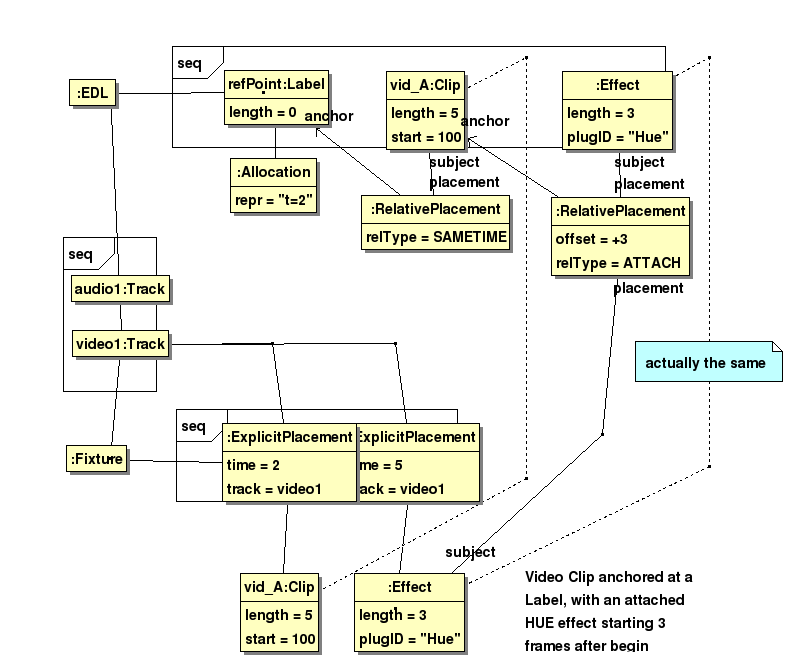 seq
:EDL
refPoint:Label
length = 0
anchor
vid_A:Clip
length = 5
start = 100
anchor
:Effect
length = 3
plugID = "Hue"
:Allocation
repr = "t=2"
subject
placement
:RelativePlacement
relType = SAMETIME
subject
placement
:RelativePlacement
offset = +3
relType = ATTACH
placement
seq
audio1:Track
video1:Track
actually the same
seq
:Fixture
:ExplicitPlacement
time = 2
track = video1
ExplicitPlacement
me = 5
ack = video1
subject
vid_A:Clip
length = 5
start = 100
:Effect
length = 3
plugID = "Hue"
Video Clip anchored at a
Label, with an attached
HUE effect starting 3
frames after begin